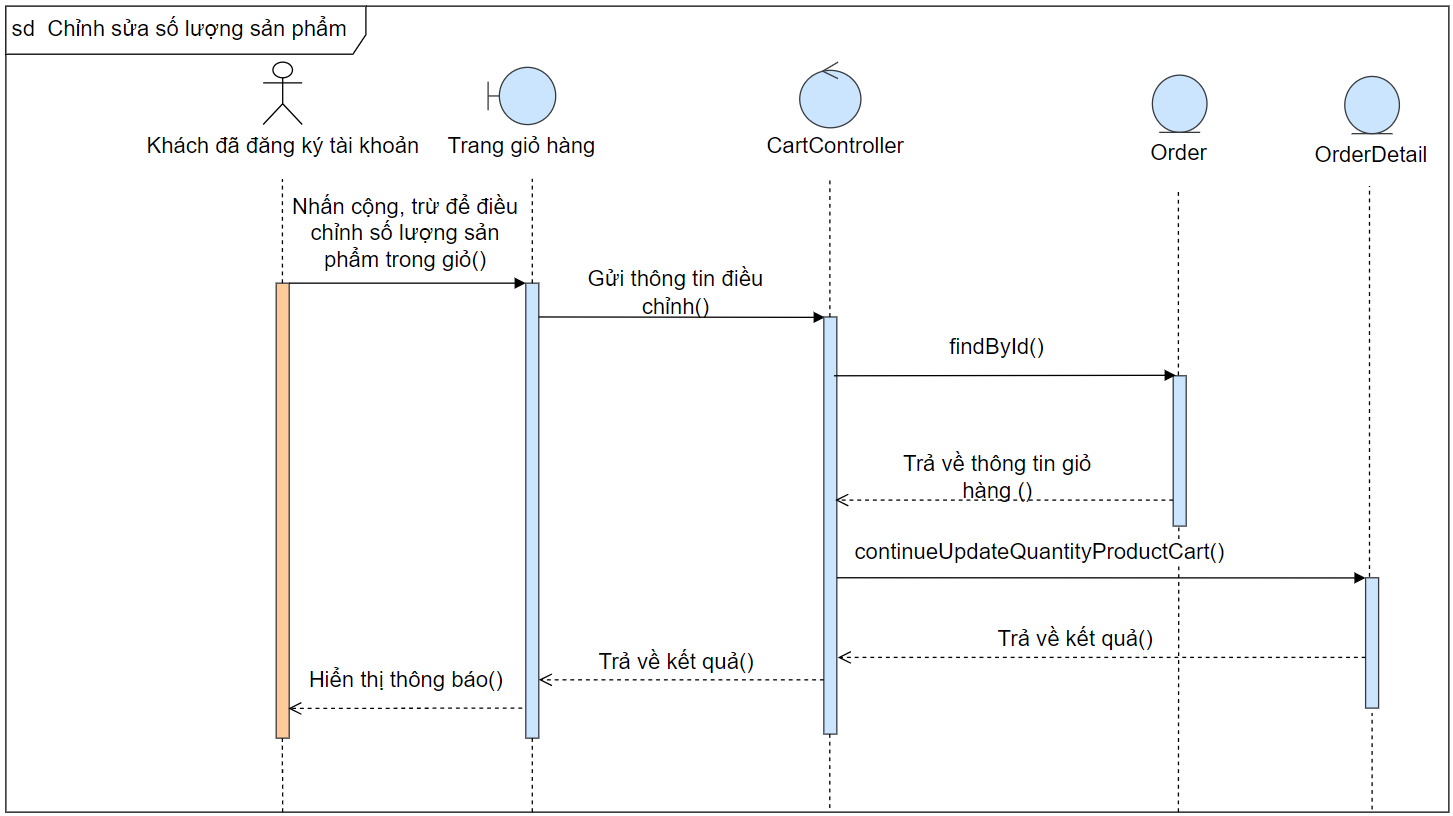 sd  Chỉnh sửa số lượng sản phẩm
Khách đã đăng ký tài khoản
Trang giỏ hàng
CartController
Order
OrderDetail
Nhấn cộng, trừ để điều
chỉnh số lượng sản
phẩm trong giỏ()
Gửi thông tin điều
chỉnh()
findById()
Trả về thông tin giỏ
hàng ()
continueUpdateQuantityProductCart()
Trả về kết quả()
Trả về kết quả()
Hiển thị thông báo()